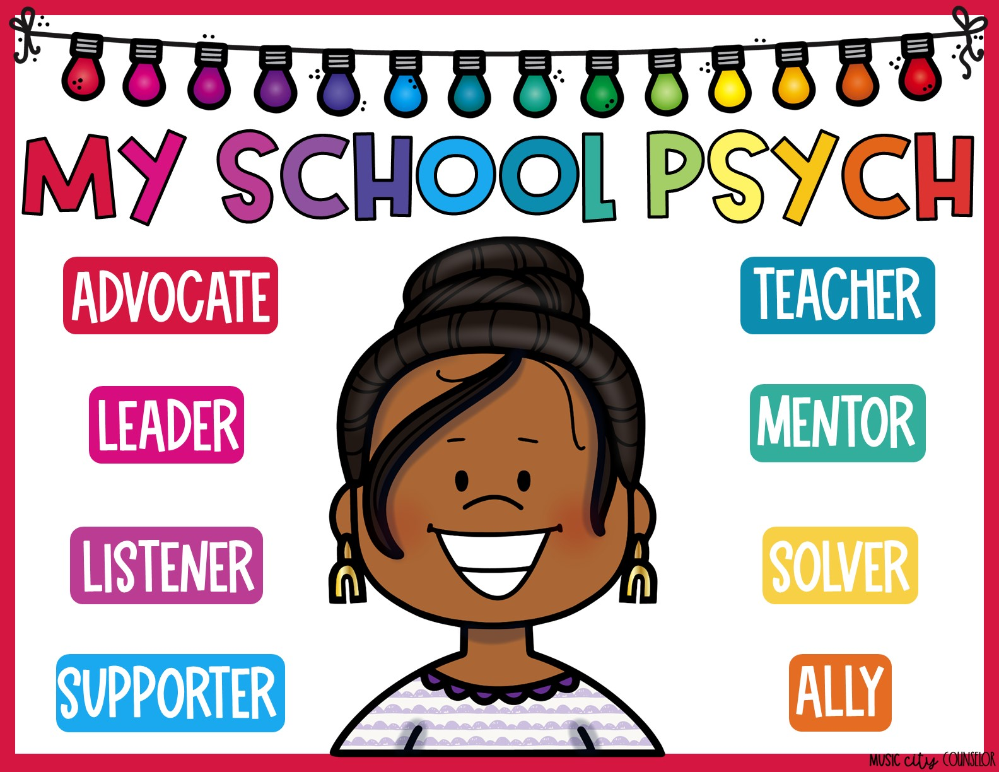 MY SCHOOL PSYCH
ADVOCATE
TEACHER
LEADER
MENTOR
LISTENER
SOLVER
SUPPORTER
ALLY
MUSIC city COUNSELOR